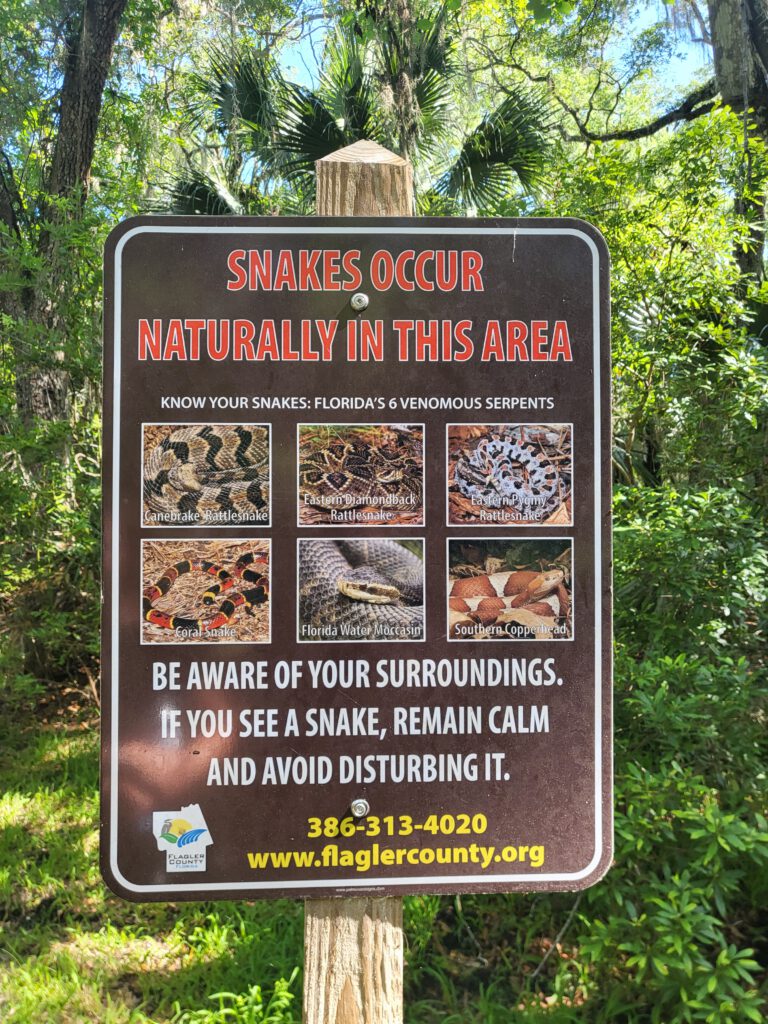 SNAKES OCCUR
NATURALLY IN THIS AREA
KNOW YOUR SNAKES: FLORIDA'S 6 VENOMOUS SERPENTS
Canebrake Rattlesnake
Eastern Diamondback
Rattlesnake
Eastern Pygmy
Rattlesnake
Coral Snake
Florida Water Moccasin
Southern Copperhead
BE AWARE OF YOUR SURROUNDINGS.
IF YOU SEE A SNAKE, REMAIN CALM
AND AVOID DISTURBING IT.
FLAGLER
COUNTY
FLORIDA
386-313-4020
www.flaglercounty.org